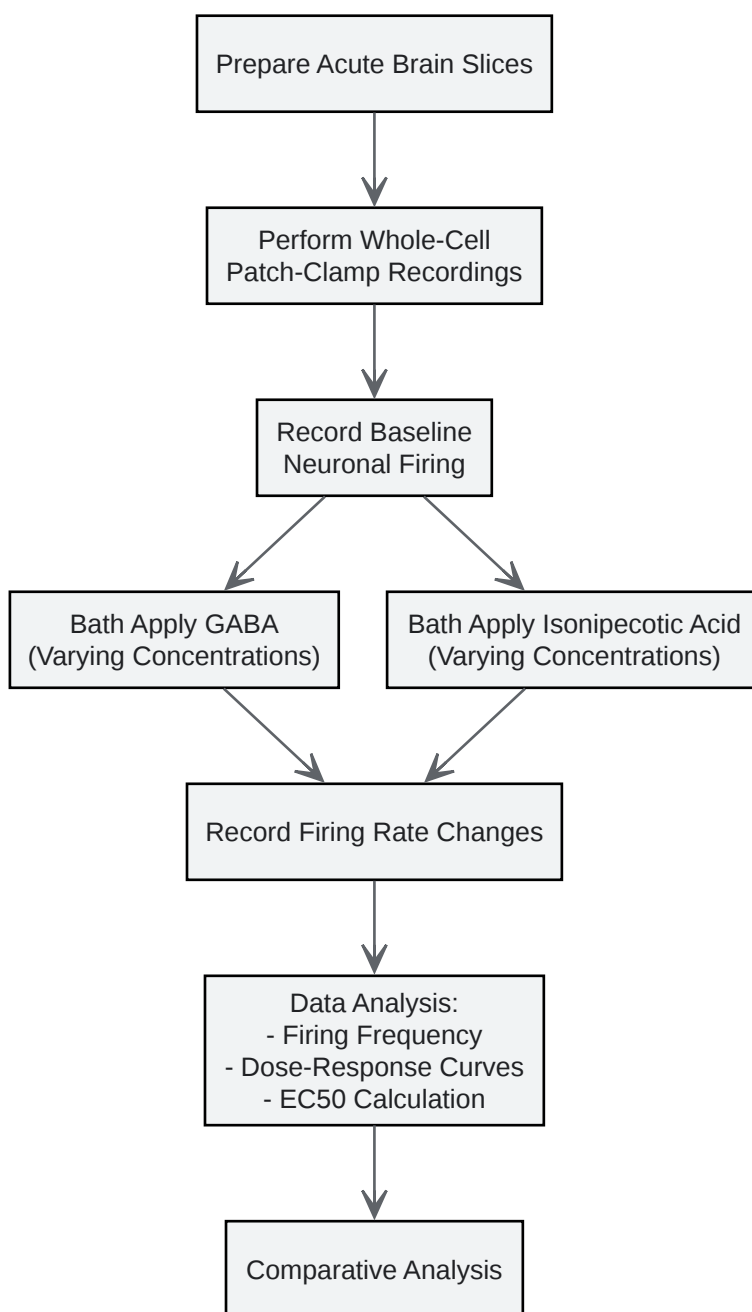 Prepare Acute Brain Slices
Perform Whole-Cell
Patch-Clamp Recordings
Record Baseline
Neuronal Firing
Bath Apply GABA
(Varying Concentrations)
Bath Apply Isonipecotic Acid
(Varying Concentrations)
Record Firing Rate Changes
Data Analysis:
- Firing Frequency
- Dose-Response Curves
- EC50 Calculation
Comparative Analysis